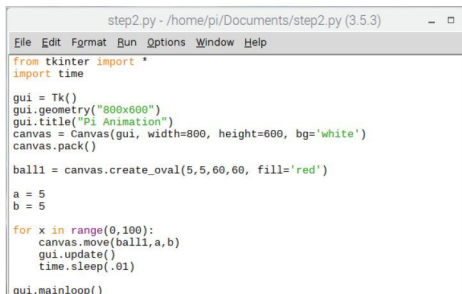 step2.py - /home/pi/Documents/step2.py (3.5.3)
File Edit Format Run Options Window Help
from tkinter import *
import time
gui = Tk()
gui.geometry("800x600")
gui.title("Pi Animation")
canvas = Canvas(gui, width=800, height=600, bg='white')
canvas.pack()
ball1 = canvas.create_oval(5,5,60,60, fill='red')
a = 5
b = 5
for x in range(0,100):
    canvas.move(ball1,a,b)
    gui.update()
    time.sleep(.01)
gui.mainloop()